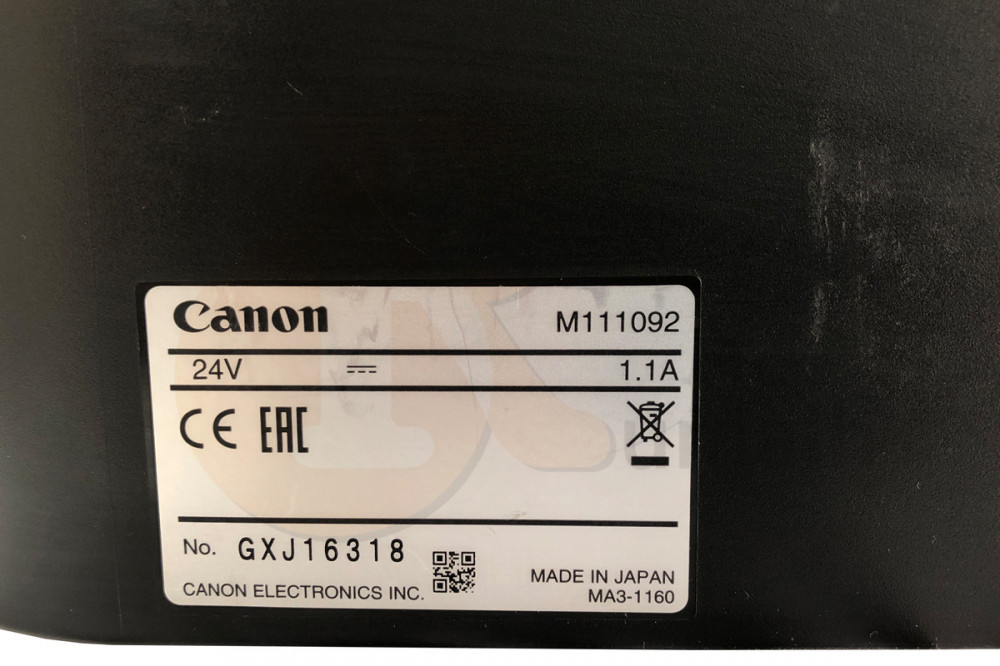 Canon M111092
24V 1.1A
CE EAC
No. GXJ16318
CANON ELECTRONICS INC.
MADE IN JAPAN
MA3-1160